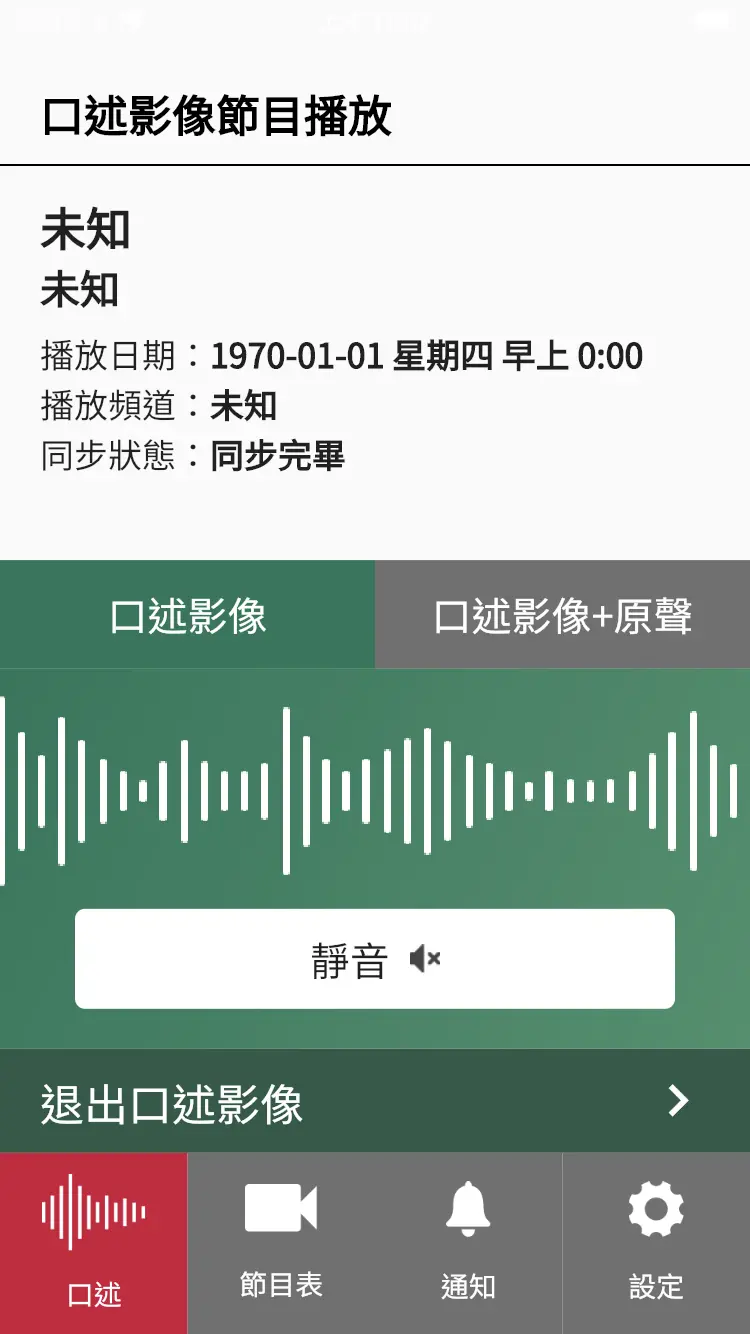 口述影像節目播放
未知
未知
播放日期：1970-01-01 星期四 早上 0:00
播放頻道：未知
同步狀態：同步完畢
口述影像
口述影像+原聲
靜音
退出口述影像
口述
節目表
通知
設定